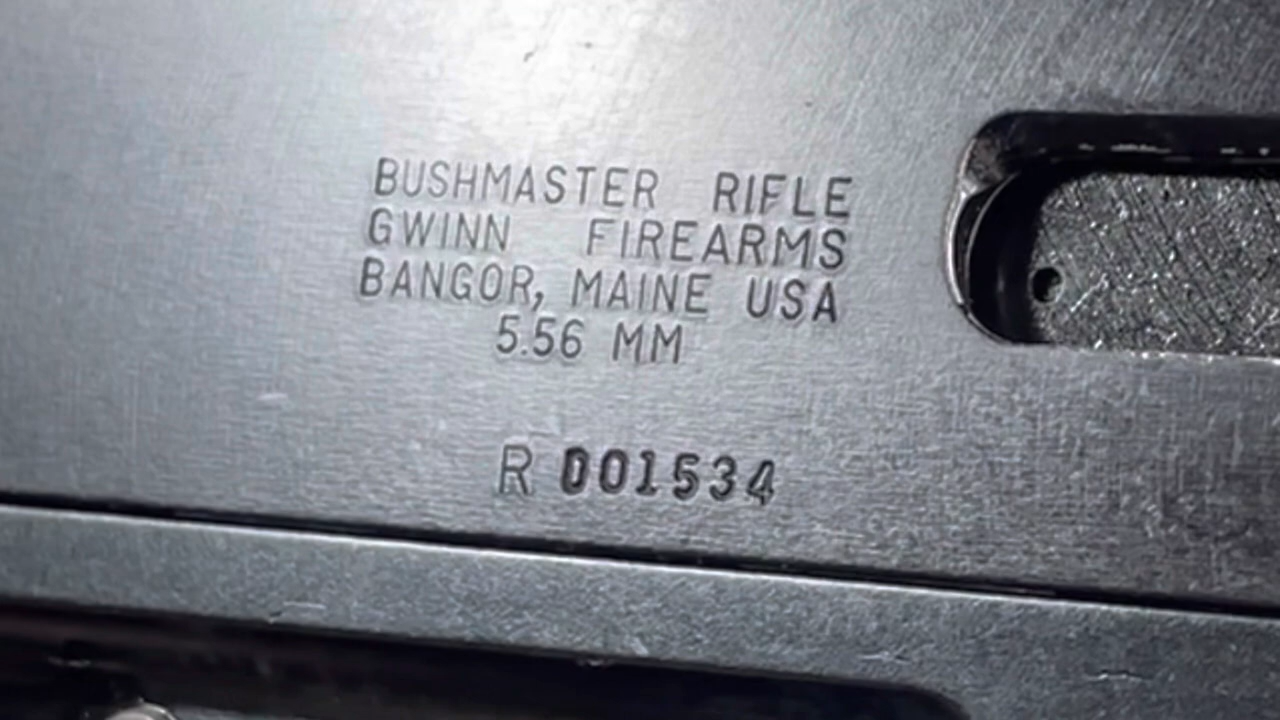 BUSHMASTER RIFLE
GWINN FIREARMS
BANGOR, MAINE USA
5.56 MM
R 001534